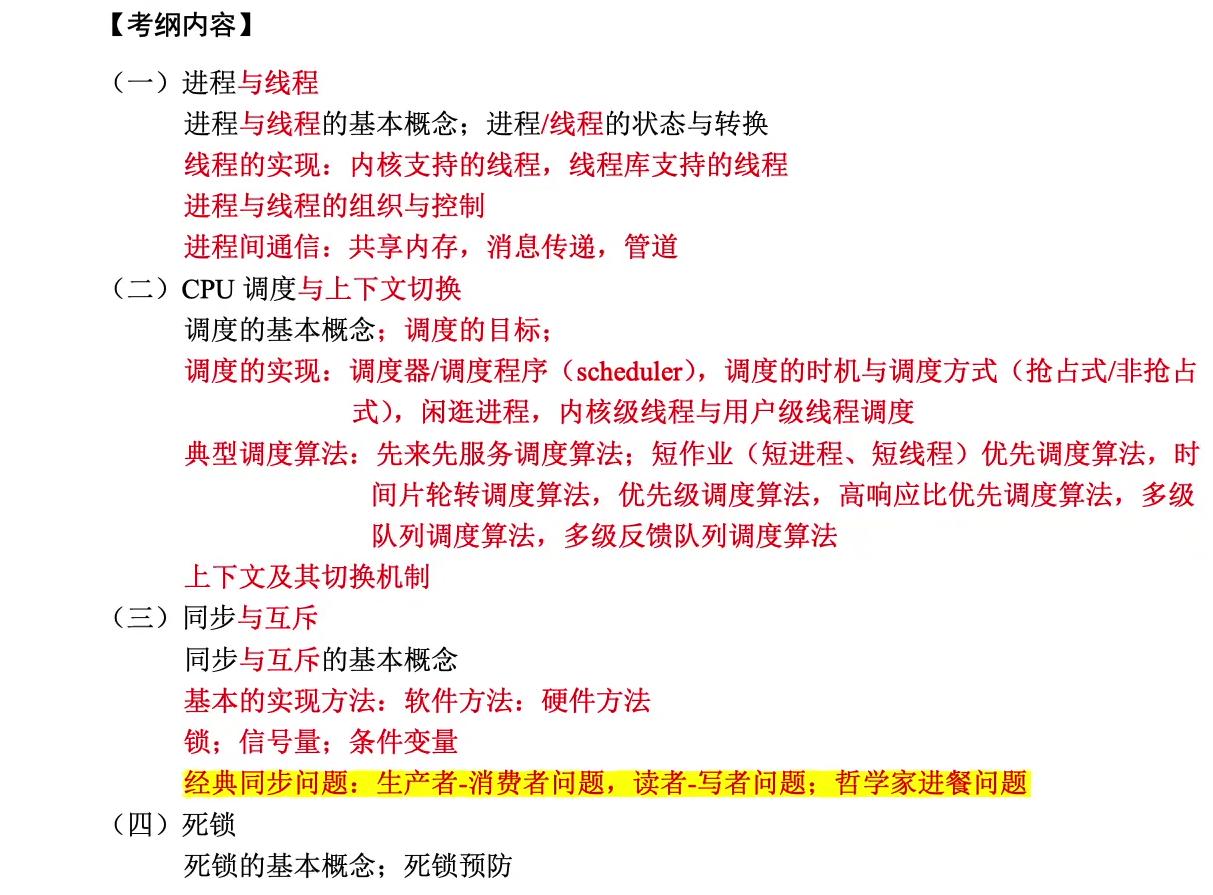 【考纲内容】
（一）进程与线程
进程与线程的基本概念；进程/线程的状态与转换
线程的实现：内核支持的线程，线程库支持的线程
进程与线程的组织与控制
进程间通信：共享内存，消息传递，管道
（二）CPU 调度与上下文切换
调度的基本概念；调度的目标；
调度的实现：调度器/调度程序（scheduler），调度的时机与调度方式（抢占式/非抢占
式），闲逛进程，内核级线程与用户级线程调度
典型调度算法：先来先服务调度算法；短作业（短进程、短线程）优先调度算法，时
间片轮转调度算法，优先级调度算法，高响应比优先调度算法，多级
队列调度算法，多级反馈队列调度算法
上下文及其切换机制
（三）同步与互斥
同步与互斥的基本概念
基本的实现方法：软件方法：硬件方法
锁；信号量；条件变量
经典同步问题：生产者-消费者问题，读者-写者问题；哲学家进餐问题
（四）死锁
死锁的基本概念；死锁预防